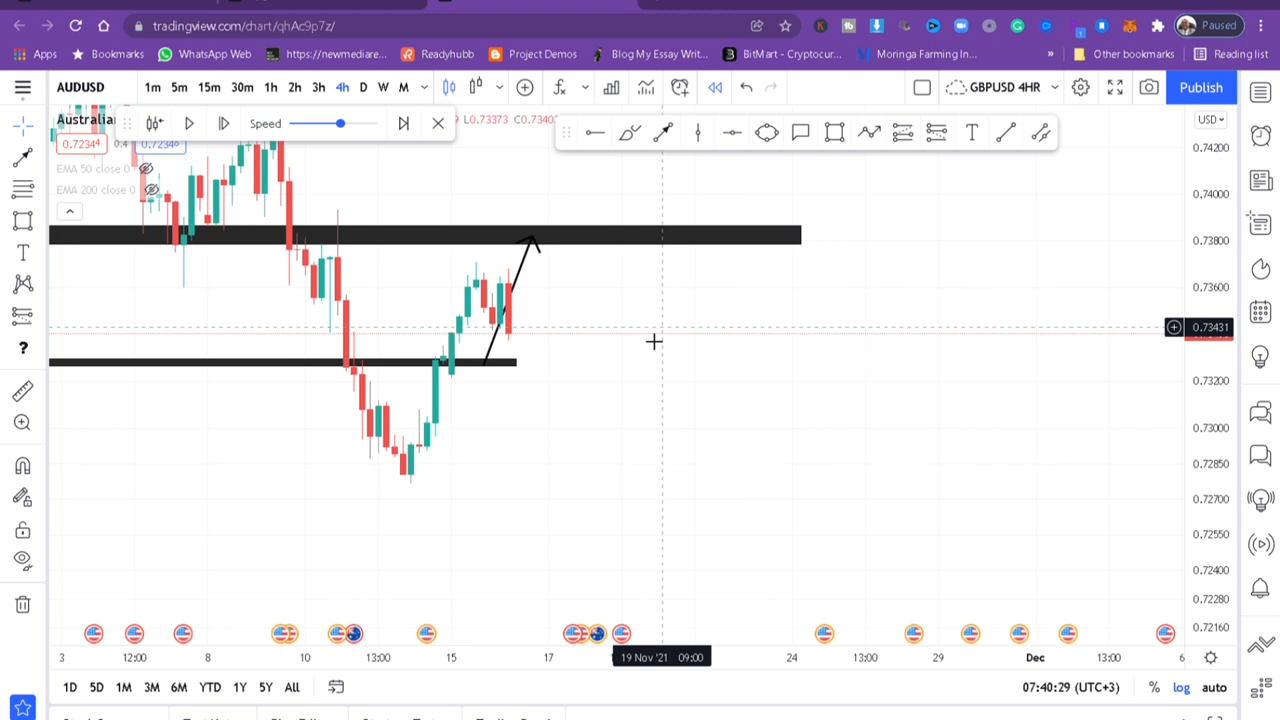 tradingview.com/chart/qhAc9p7z/
Paused
Apps Bookmarks WhatsApp Web https://newmediare... Readyhubb Project Demos Blog My Essay Writ... BitMart - Cryptocur... Moringa Farming In... » Other bookmarks Reading list
AUDUSD 1m 5m 15m 30m 1h 2h 3h 4h D W M GBPUSD 4HR Publish
Australia Speed L0.73373 USD
0.72344 0.4
EMA 50 close 0
EMA 200 close 0
0.74200
0.74000
0.73800
0.73600
0.73431
0.73200
0.73000
0.72850
0.72700
0.72550
0.72400
0.72280
0.72160
3 12:00 8 10 13:00 15 17 19 Nov '21 09:00 24 13:00 29 Dec 13:00 6
1D 5D 1M 3M 6M YTD 1Y 5Y All 07:40:29 (UTC+3) % log auto